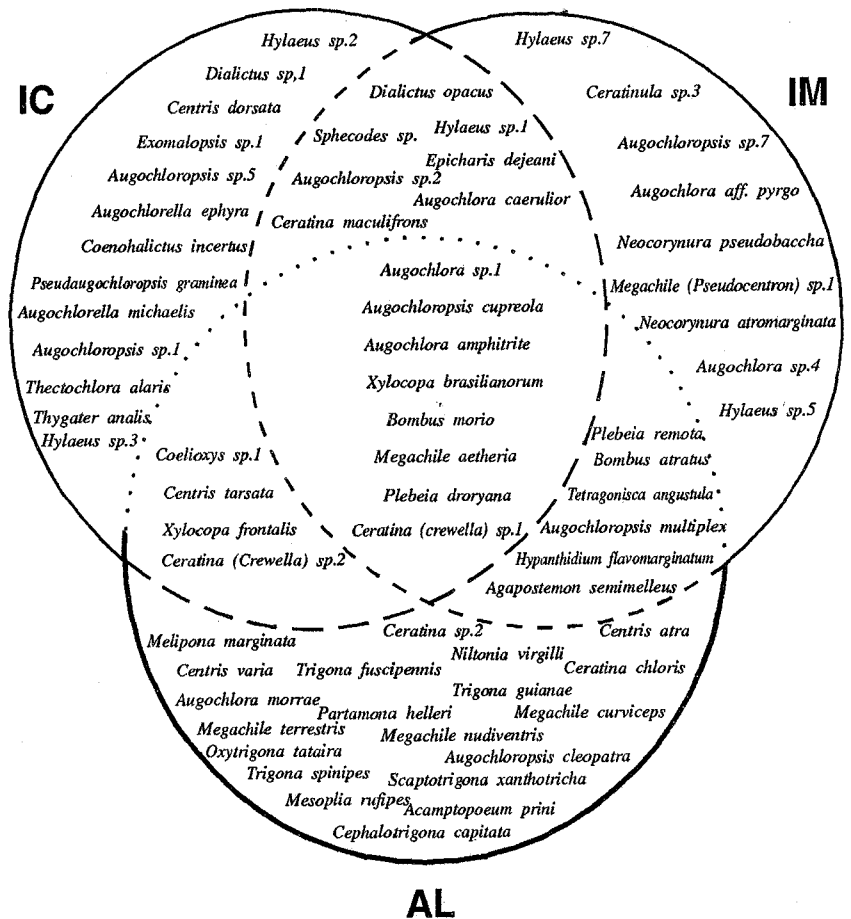 IC
IM
AL
Hylaeus sp.2
Dialictus sp,1
Centris dorsata
Exomalopsis sp.1
Augochloropsis sp.5
Augochlorella ephyra
Coenohalictus incertus
Pseudaugochloropsis graminea
Augochlorella michaelis
Augochloropsis sp.1
Thectochlora alaris
Thygater analis
Hylaeus sp.3
Dialictus opacus
Hylaeus sp.1
Sphecodes sp.
Epicharis dejeani
Augochloropsis sp.2
Augochlora caerulior
Ceratina maculifrons
Hylaeus sp.7
Ceratinula sp.3
Augochloropsis sp.7
Augochlora aff. pyrgo
Neocorynura pseudobaccha
Megachile (Pseudocentron) sp.1
Neocorynura atromarginata
Augochlora sp.4
Hylaeus sp.5
Augochlora sp.1
Augochloropsis cupreola
Augochlora amphitrite
Xylocopa brasilianorum
Bombus morio
Megachile aetheria
Plebeia droryana
Ceratina (crewella) sp.1
Coelioxys sp.1
Centris tarsata
Xylocopa frontalis
Ceratina (Crewella) sp.2
Plebeia remota
Bombus atratus
Tetragonisca angustula
Augochloropsis multiplex
Hypanthidium flavomarginatum
Agapostemon semimelleus
Ceratina sp.2
Centris atra
Melipona marginata
Niltonia virgilli
Centris varia
Trigona fuscipennis
Ceratina chloris
Trigona guianae
Augochlora morrae
Partamona helleri
Megachile curviceps
Megachile terrestris
Megachile nudiventris
Oxytrigona tataira
Augochloropsis cleopatra
Trigona spinipes
Scaptotrigona xanthotricha
Mesoplia rufipes
Acamptopoeum prini
Cephalotrigona capitata